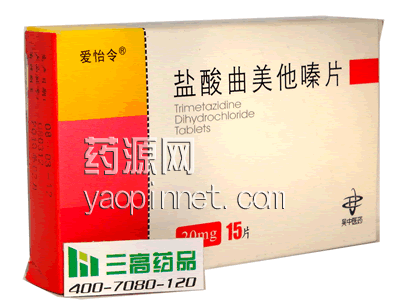 爱怡令®
盐酸曲美他嗪片
Trimetazidine
Dihydrochloride
Tablets
药源网
yaopinnet.com
20mg 15片
吴中医药
三高药品
400-7080-120